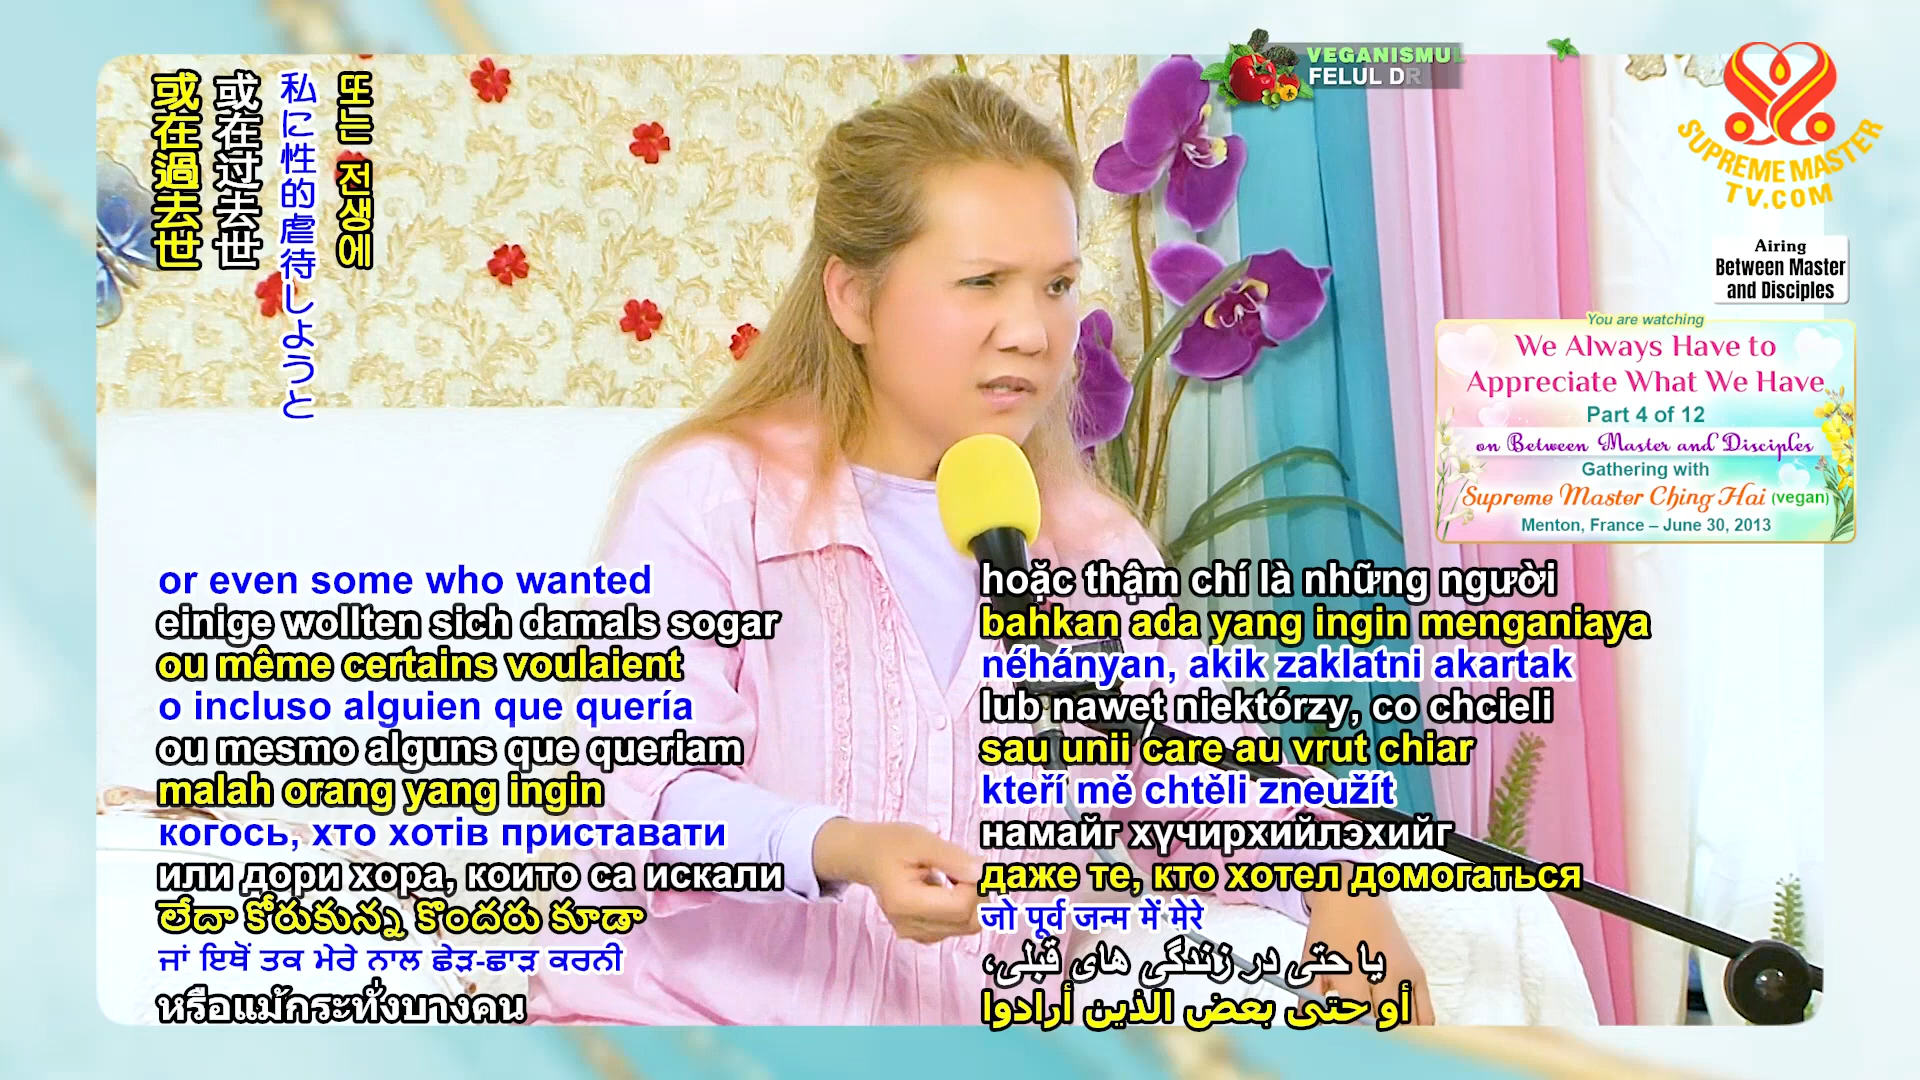 或在過去世
或在过去世
私に性的虐待しようと
또는 전생에
VEGANISMUL
FELUL DR
SUPREME MASTER
TV.COM
Airing
Between Master
and Disciples
You are watching
We Always Have to
Appreciate What We Have
Part 4 of 12
on Between Master and Disciples
Gathering with
Supreme Master Ching Hai (vegan)
Menton, France – June 30, 2013
or even some who wanted
einige wollten sich damals sogar
ou même certains voulaient
o incluso alguien que quería
ou mesmo alguns que queriam
malah orang yang ingin
когось, хто хотів приставати
или дори хора, които са искали
లేదా కోరుకున్న కొందరు కూడా
ਜਾਂ ਇਥੋਂ ਤਕ ਮੇਰੇ ਨਾਲ ਛੇੜ-ਛਾੜ ਕਰਨੀ
หรือแม้กระทั่งบางคน
hoặc thậm chí là những người
bahkan ada yang ingin menganiaya
néhányan, akik zaklatni akartak
lub nawet niektórzy, co chcieli
sau unii care au vrut chiar
kteří mě chtěli zneužít
намайг хүчирхийлэхийг
даже те, кто хотел домогаться
जो पूर्व जन्म में मेरे
یا حتی در زندگی های قبلی،
أو حتى بعض الذين أرادوا